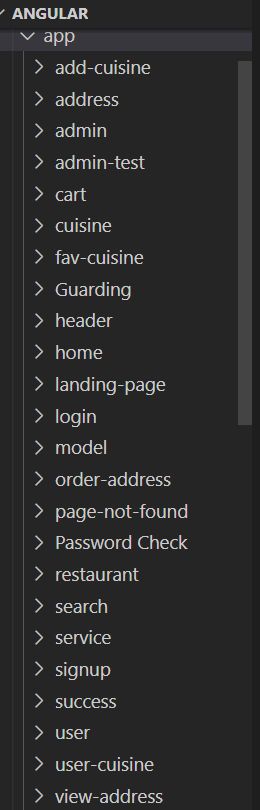 ANGULAR
app
add-cuisine
address
admin
admin-test
cart
cuisine
fav-cuisine
Guarding
header
home
landing-page
login
model
order-address
page-not-found
Password Check
restaurant
search
service
signup
success
user
user-cuisine
view-address